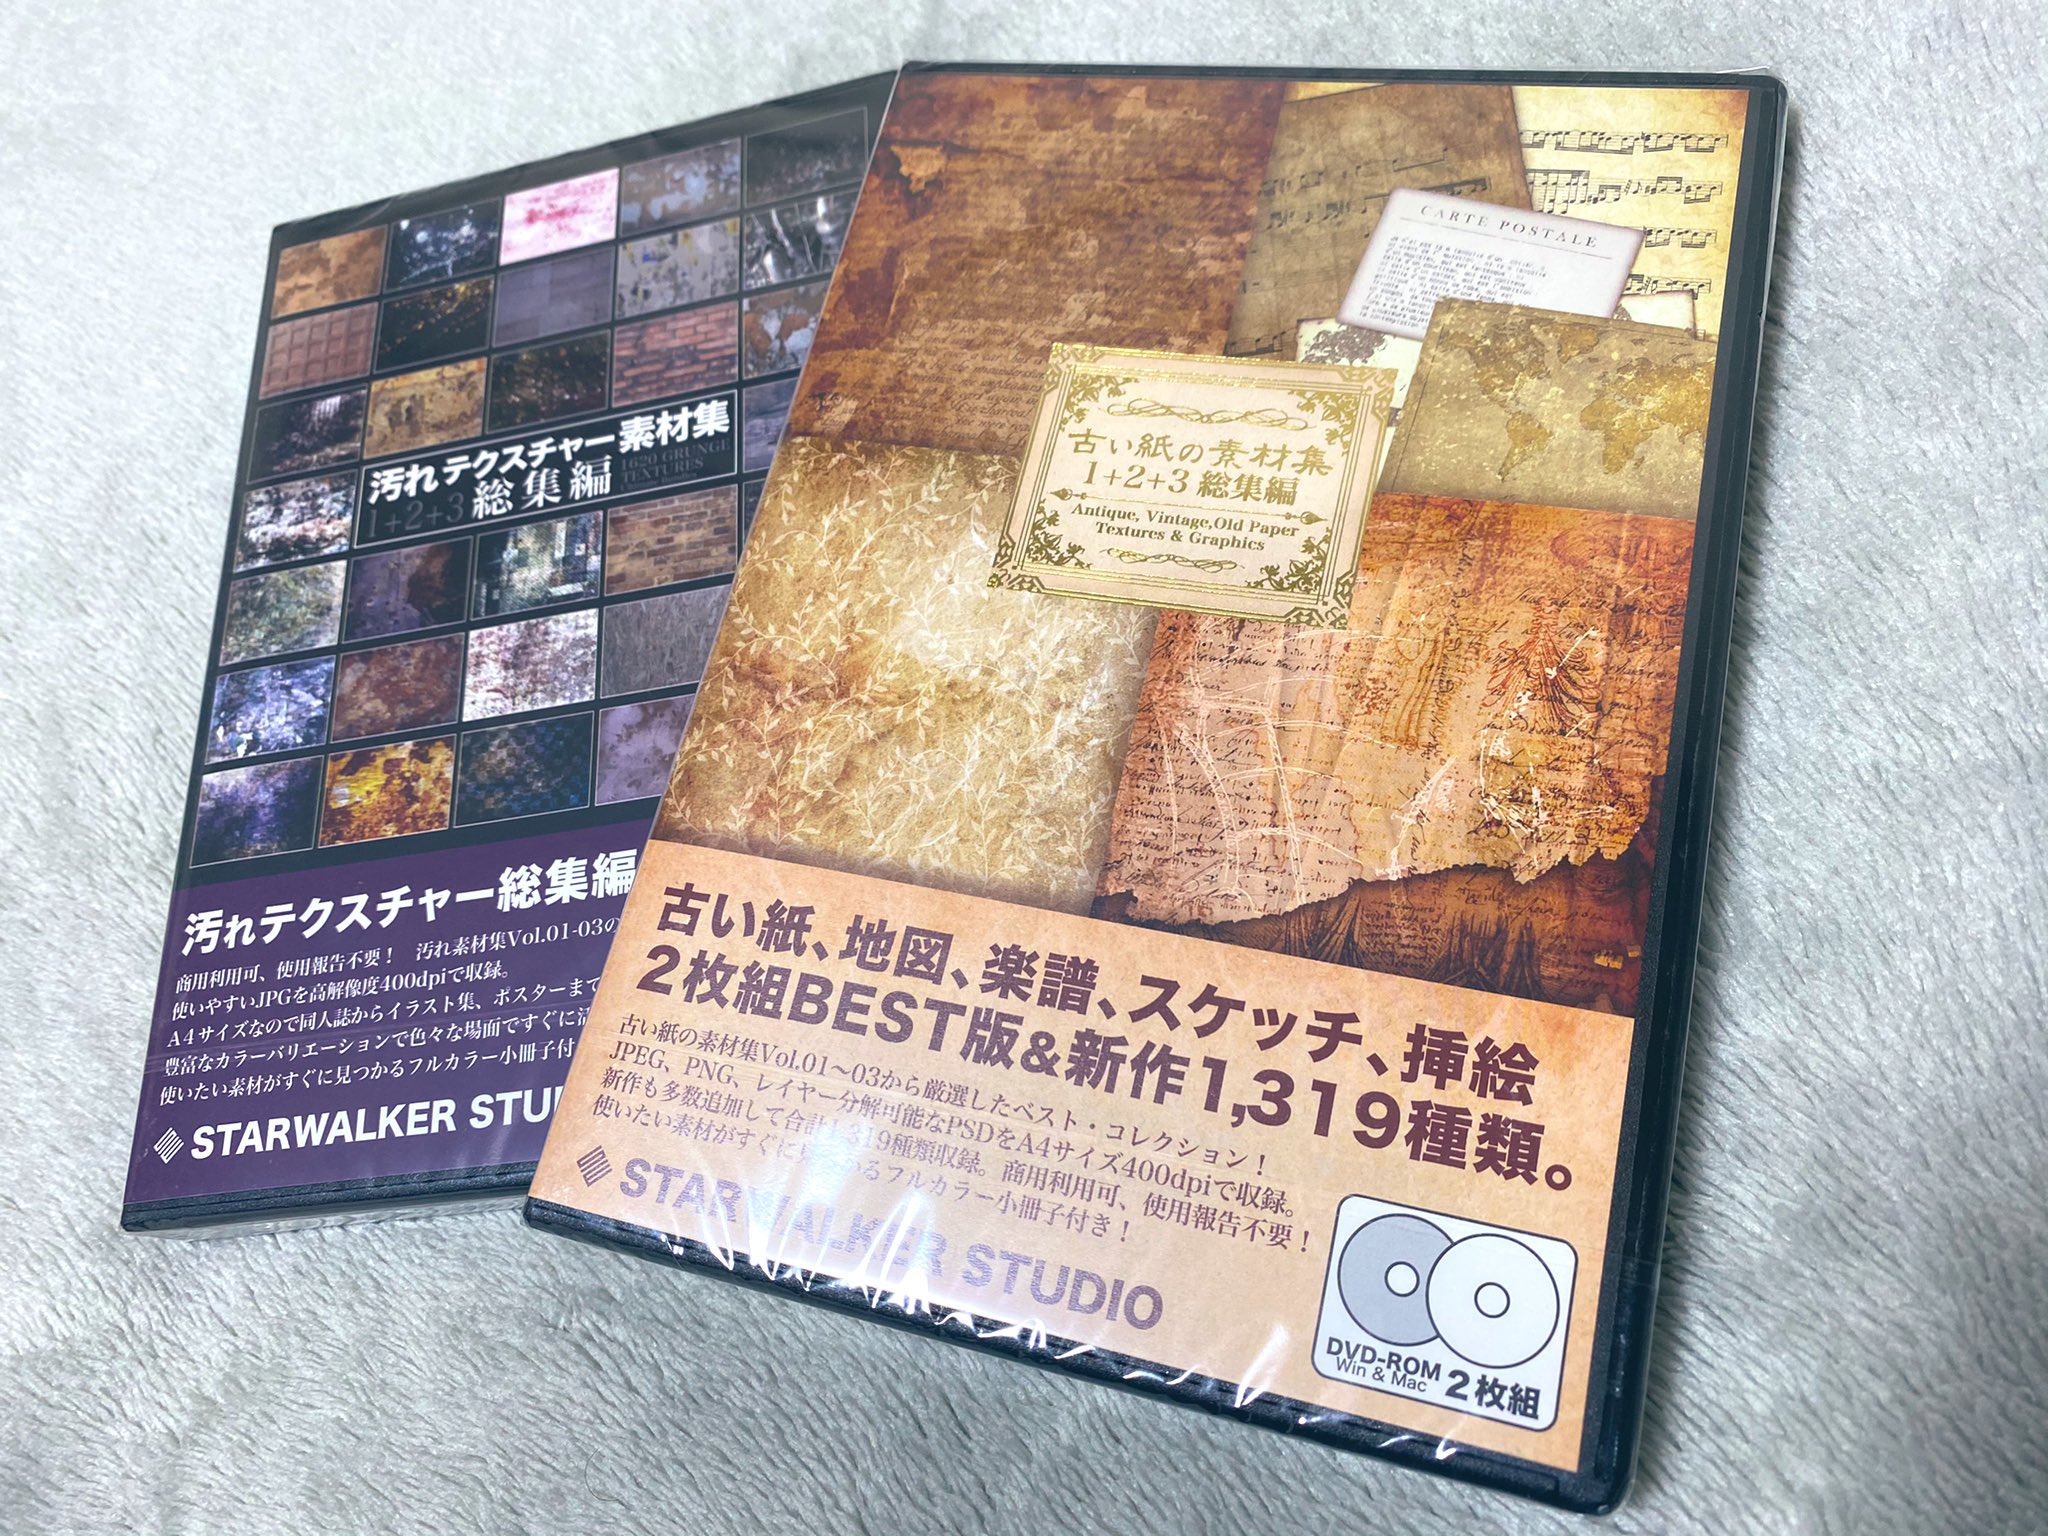 汚れテクスチャー素材集
1+2+3 総集編
1620 GRUNGE
TEXTURES
汚れテクスチャー総集編
商用利用可、使用報告不要！ 汚れ素材集Vol.01-03の
使いやすいJPGを高解像度400dpiで収録。
A4サイズなので同人誌からイラスト集、ポスターまで
豊富なカラーバリエーションで色々な場面ですぐに活
使いたい素材がすぐに見つかるフルカラー小冊子付き
STARWALKER STU
CARTE POSTALE
古い紙の素材集
1+2+3 総集編
Antique, Vintage,Old Paper
Textures & Graphics
古い紙、地図、楽譜、スケッチ、挿絵
2枚組BEST版&新作1,319種類。
古い紙の素材集Vol.01～03から厳選したベスト・コレクション！
JPEG、PNG、レイヤー分解可能なPSDをA4サイズ400dpiで収録。
新作も多数追加して合計1,319種類収録。商用利用可、使用報告不要！
使いたい素材がすぐに見つかるフルカラー小冊子付き！
STARWALKER STUDIO
DVD-ROM
Win & Mac
2枚組